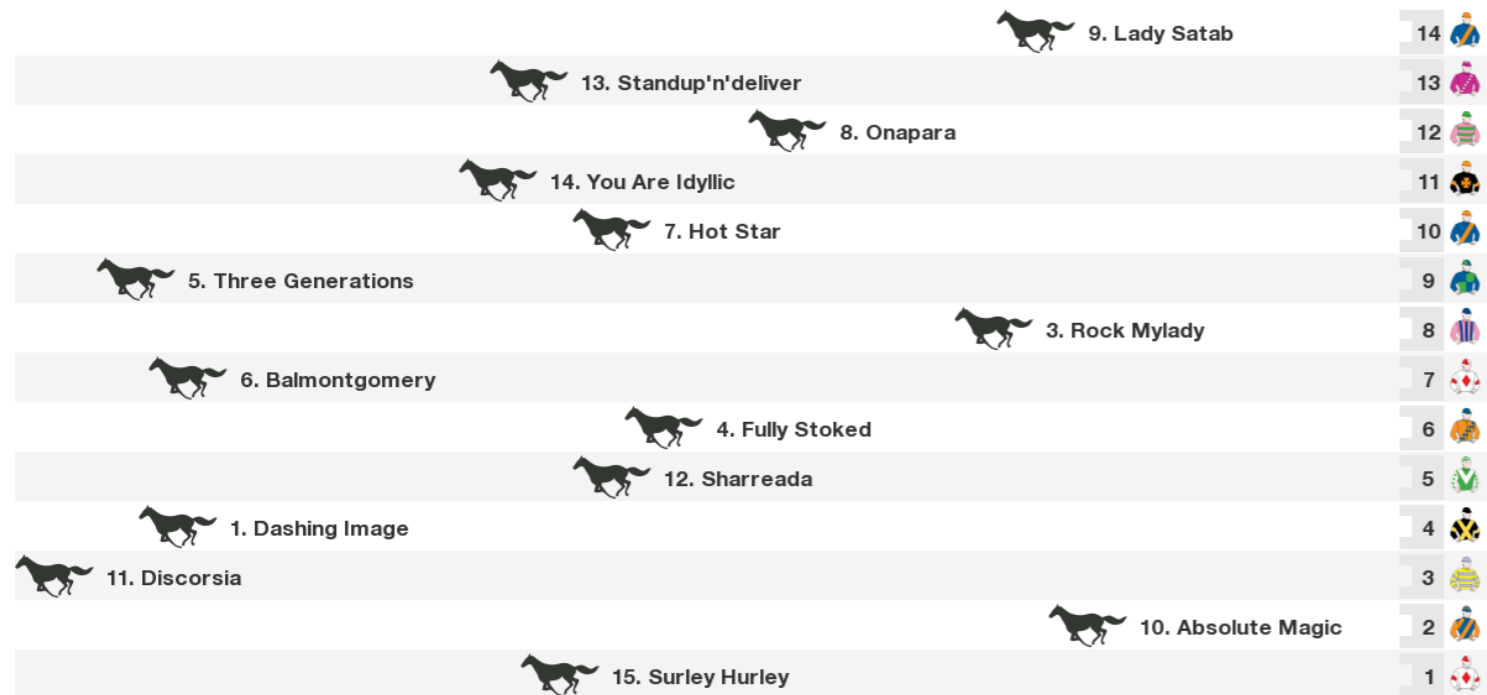 9. Lady Satab 14
13. Standup'n'deliver 13
8. Onapara 12
14. You Are Idyllic 11
7. Hot Star 10
5. Three Generations 9
3. Rock Mylady 8
6. Balmontgomery 7
4. Fully Stoked 6
12. Sharreada 5
1. Dashing Image 4
11. Discorsia 3
10. Absolute Magic 2
15. Surley Hurley 1